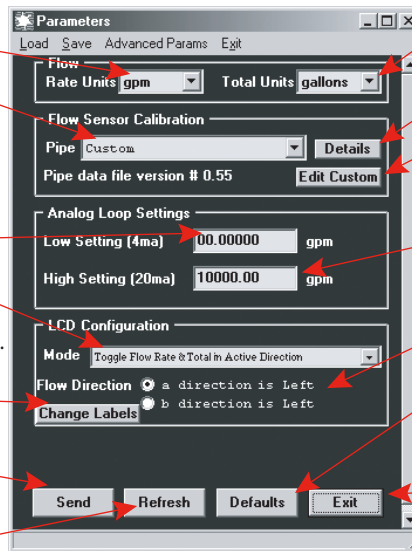 Parameters
Load Save Advanced Params Exit
Flow
Rate Units gpm Total Units gallons
Flow Sensor Calibration
Pipe Custom Details
Pipe data file version # 0.55 Edit Custom
Analog Loop Settings
Low Setting (4ma) 00.00000 gpm
High Setting (20ma) 10000.00 gpm
LCD Configuration
Mode Toggle Flow Rate & Total in Active Direction
Flow Direction a direction is Left
Change Labels b direction is Left
Send Refresh Defaults Exit